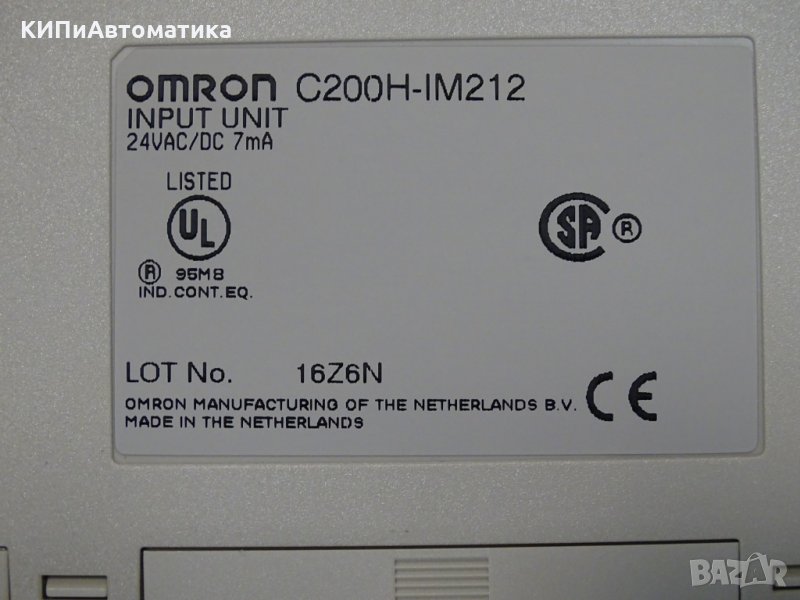 КИПиАвтоматика
OMRON C200H-IM212
INPUT UNIT
24VAC/DC 7mA
LISTED
UL
® 95M8
IND.CONT.EQ.
SA ®
LOT No. 16Z6N
OMRON MANUFACTURING OF THE NETHERLANDS B.V.
MADE IN THE NETHERLANDS
CE
BAZAR